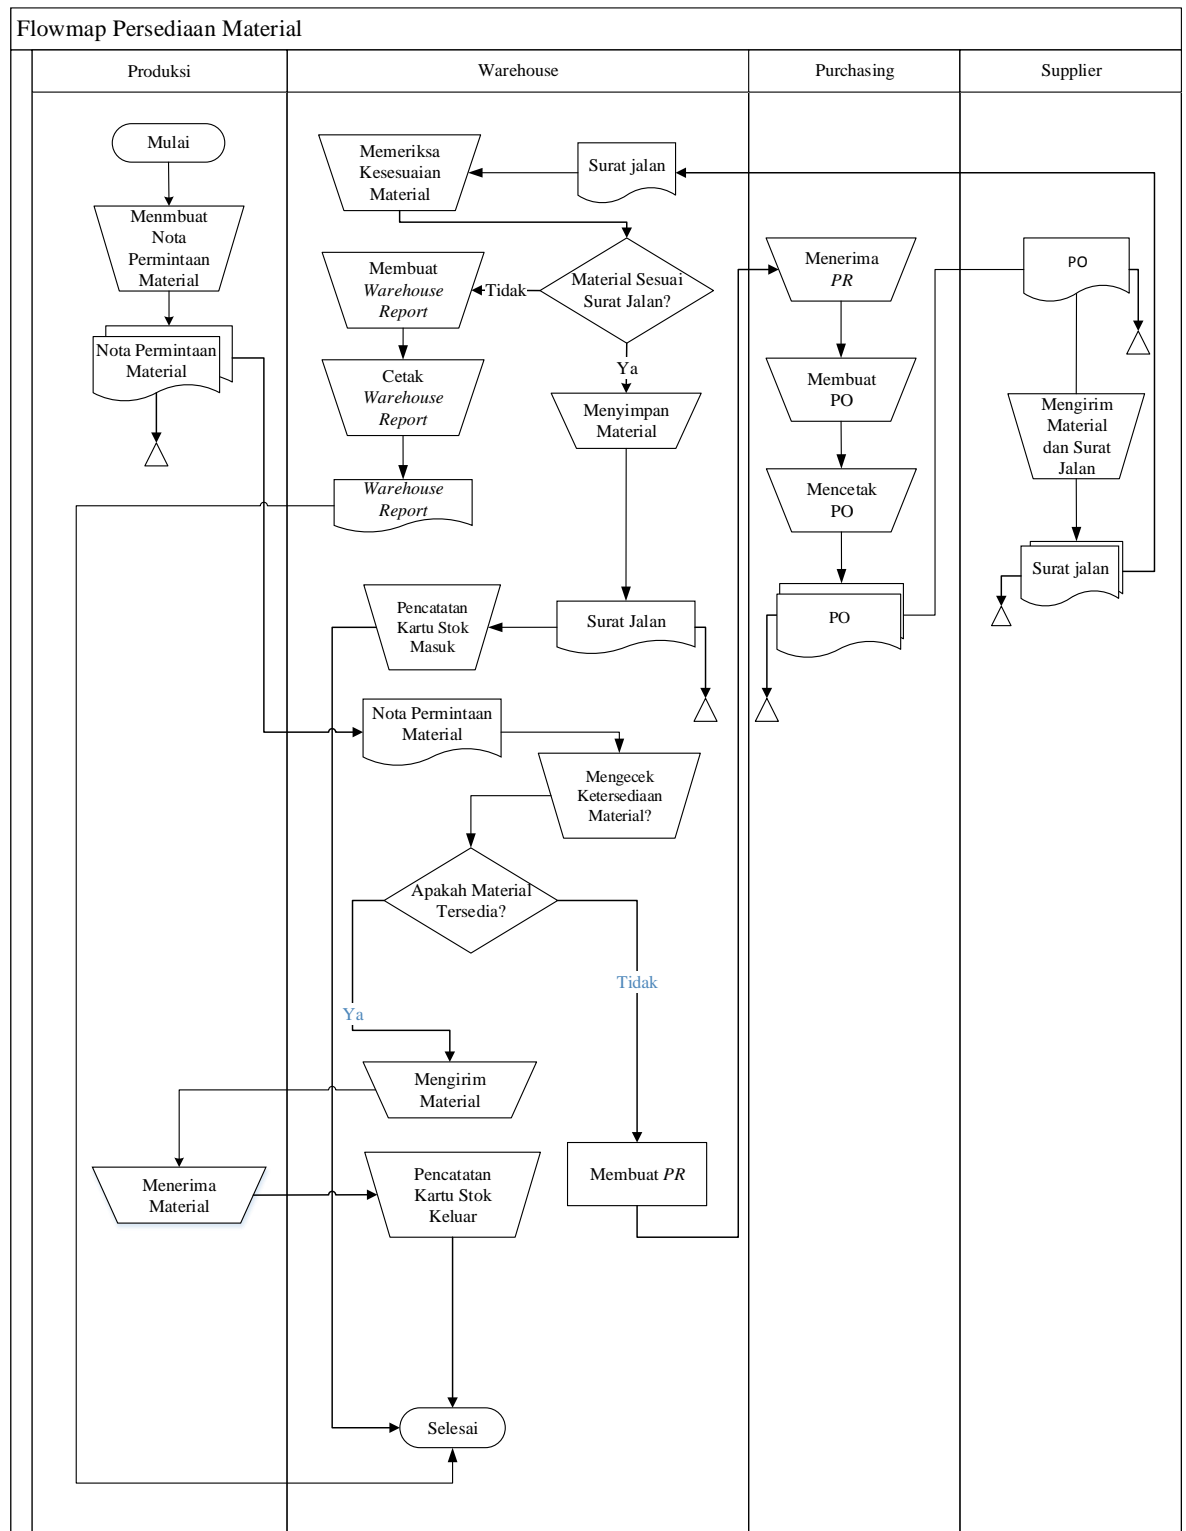 Flowmap Persediaan Material
Produksi
Warehouse
Purchasing
Supplier
Mulai
Menmbuat
Nota
Permintaan
Material
Nota Permintaan
Material
Memeriksa
Kesesuaian
Material
Surat jalan
Material Sesuai
Surat Jalan?
Tidak
Membuat
Warehouse
Report
Cetak
Warehouse
Report
Warehouse
Report
Ya
Menyimpan
Material
Surat Jalan
Pencatatan
Kartu Stok
Masuk
Nota Permintaan
Material
Mengecek
Ketersediaan
Material?
Apakah Material
Tersedia?
Ya
Tidak
Mengirim
Material
Menerima
Material
Pencatatan
Kartu Stok
Keluar
Membuat PR
Selesai
Menerima
PR
Membuat
PO
Mencetak
PO
PO
PO
Mengirim
Material
dan Surat
Jalan
Surat jalan